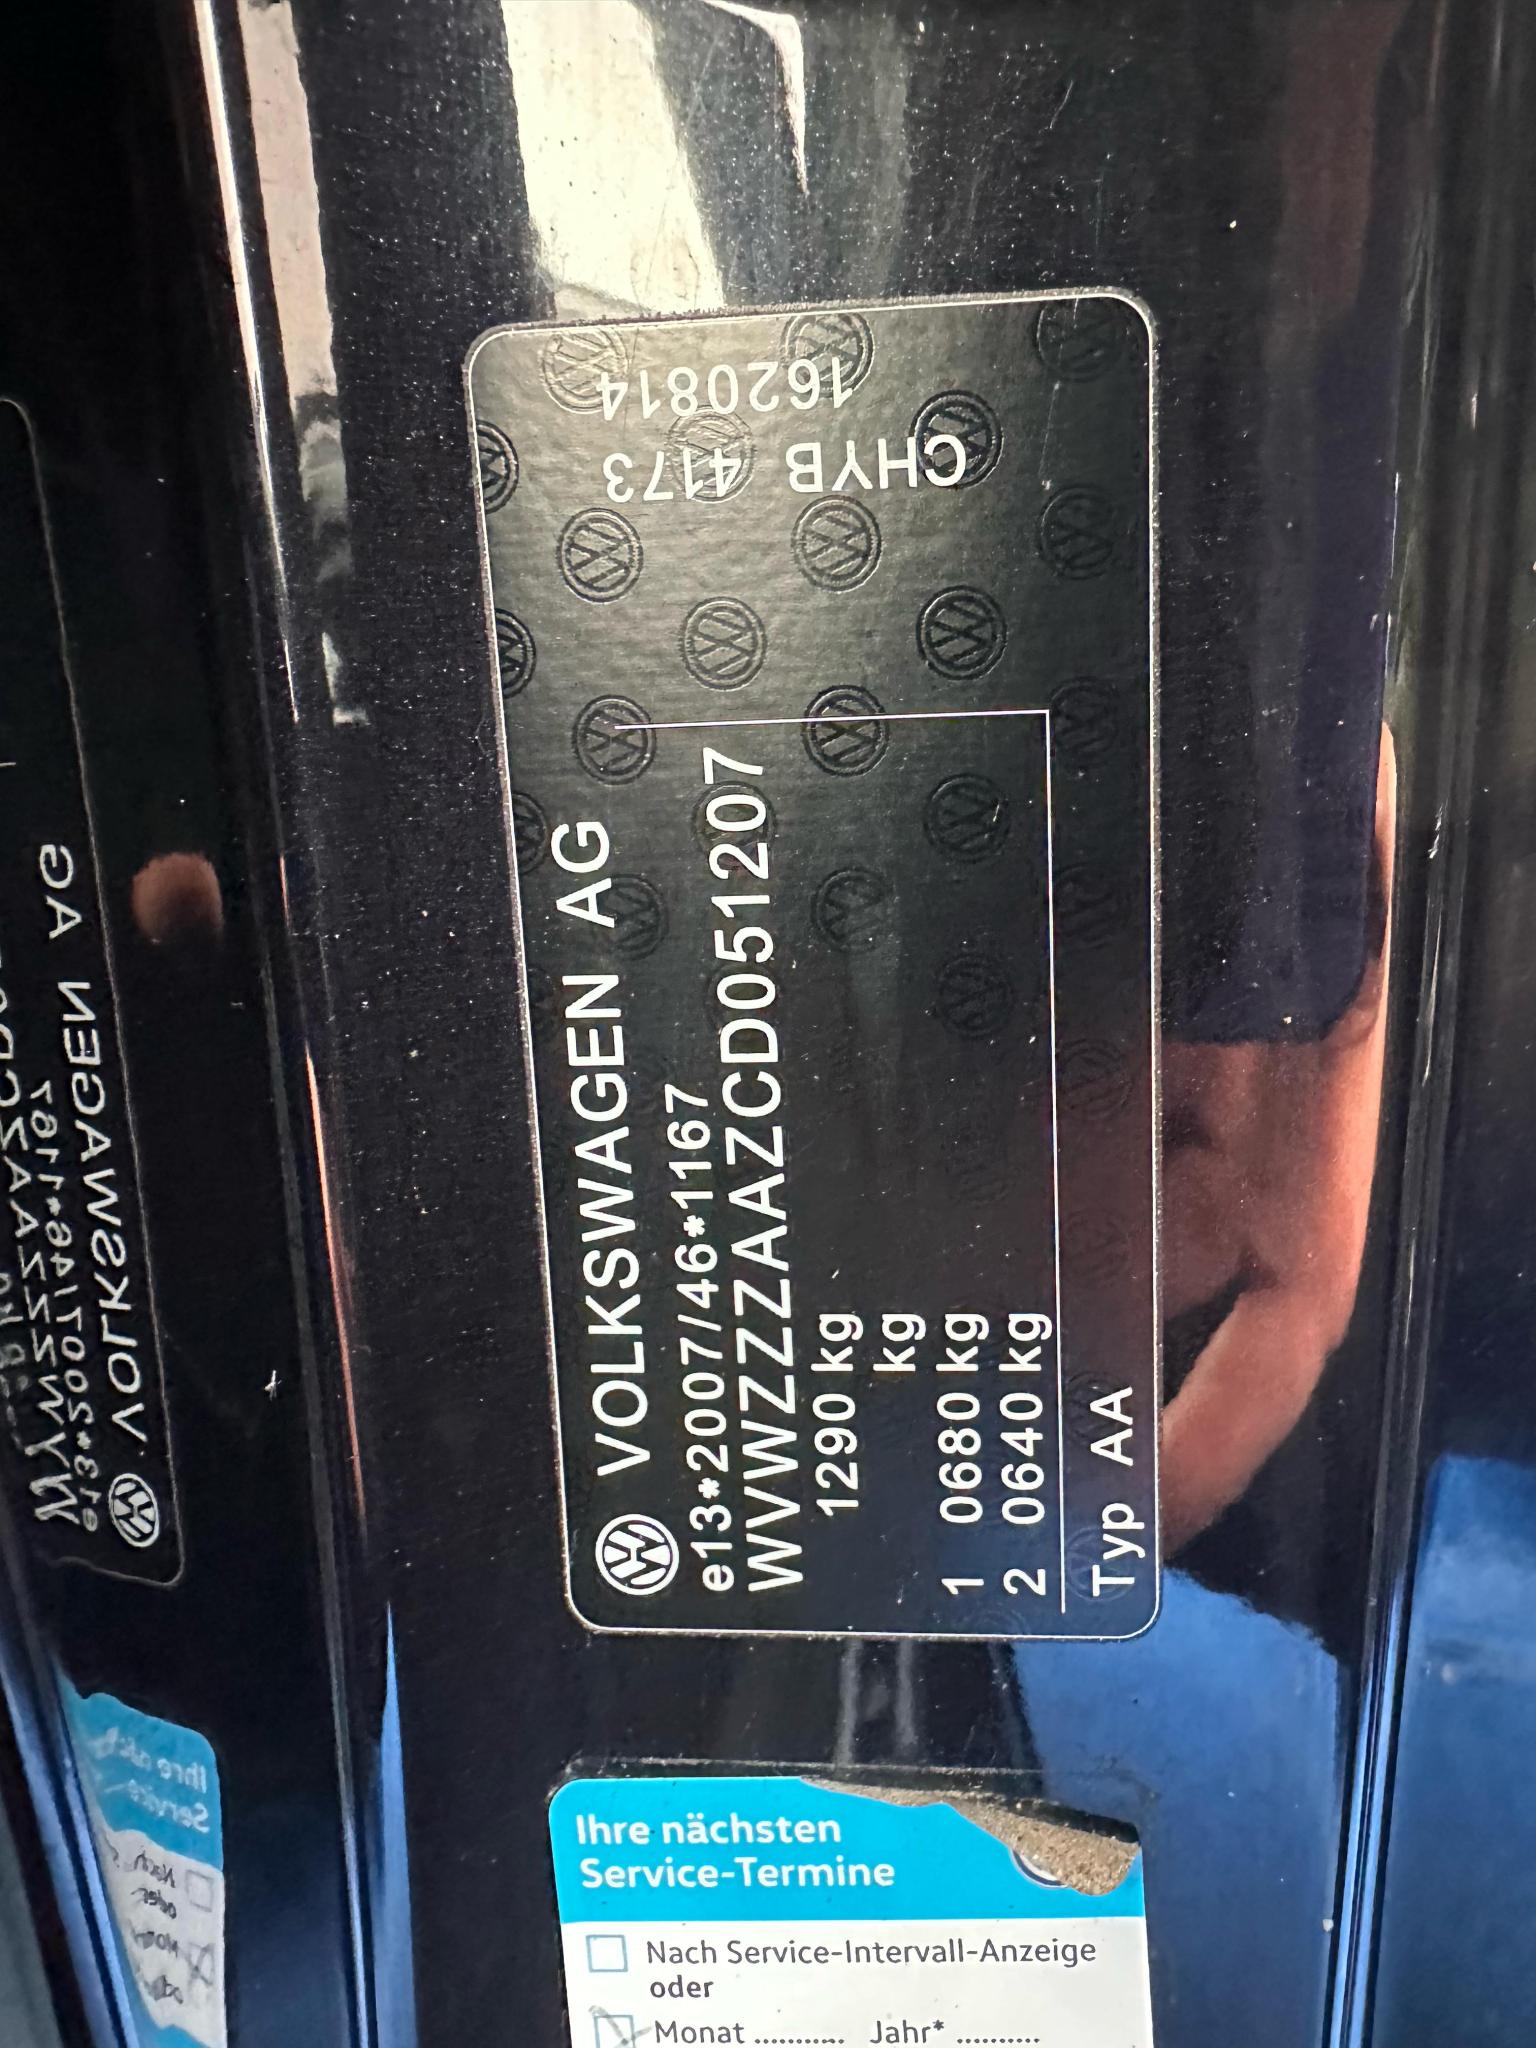 VOLKSWAGEN AG
e13*2007/46*1167
WVWZZZAAZCD051207
1290 kg
kg
1 0680 kg
2 0640 kg
Typ AA
CHYB 4173
1620814
Ihre nächsten
Service-Termine
Nach Service-Intervall-Anzeige
oder
Monat ........... Jahr* ..........